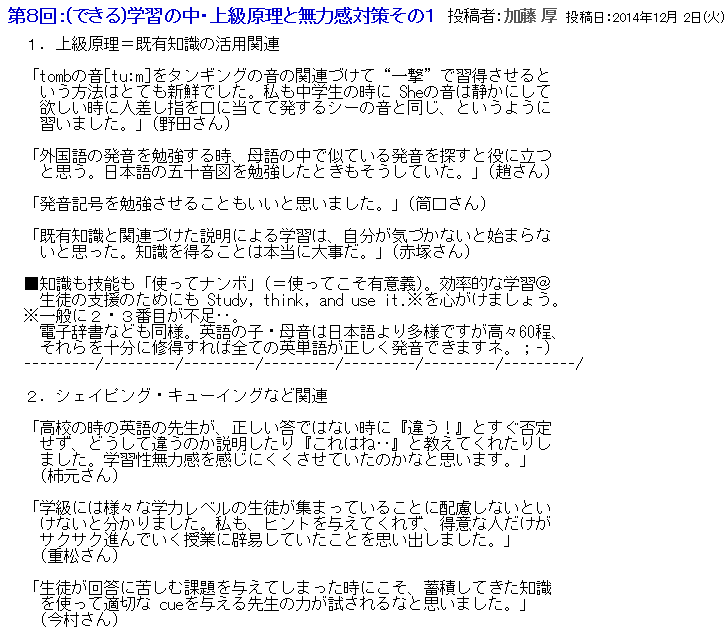 第8回：(できる)学習の中・上級原理と無力感対策その1　投稿者：加藤 厚　投稿日：2014年12月 2日(火)
１．上級原理＝既有知識の活用関連
「tombの音[tu:m]をタンギングの音の関連づけて“一撃”で習得させると
いう方法はとても新鮮でした。私も中学生の時に Sheの音は静かにして
欲しい時に人差し指を口に当てて発するシーの音と同じ、というように
習いました。」(野田さん)
「外国語の発音を勉強する時、母語の中で似ている発音を探すと役に立つ
と思う。日本語の五十音図を勉強したときもそうしていた。」(趙さん)
「発音記号を勉強させることもいいと思いました。」(筒口さん)
「既有知識と関連づけた説明による学習は、自分が気づかないと始まらな
いと思った。知識を得ることは本当に大事だ。」(赤塚さん)
■知識も技能も「使ってナンボ」(＝使ってこそ有意義)。効率的な学習＠
生徒の支援のためにも Study, think, and use it.※を心がけましょう。
※一般に２・３番目が不足‥。
電子辞書なども同様。英語の子・母音は日本語より多様ですが高々60程、
それらを十分に修得すれば全ての英単語が正しく発音できますネ。；-)
---------/---------/---------/---------/---------/---------/---------/
２．シェイピング・キューイングなど関連
「高校の時の英語の先生が、正しい答ではない時に『違う！』とすぐ否定
せず、どうして違うのか説明したり『これはね‥』と教えてくれたりし
ました。学習性無力感を感じにくくさせていたのかなと思います。」
(柿元さん)
「学級には様々な学力レベルの生徒が集まっていることに配慮しないとい
けないと分かりました。私も、ヒントを与えてくれず、得意な人だけが
サクサク進んでいく授業に辟易していたことを思い出しました。」
(重松さん)
「生徒が回答に苦しむ課題を与えてしまった時にこそ、蓄積してきた知識
を使って適切な cueを与える先生の力が試されるなと思いました。」
(今村さん)